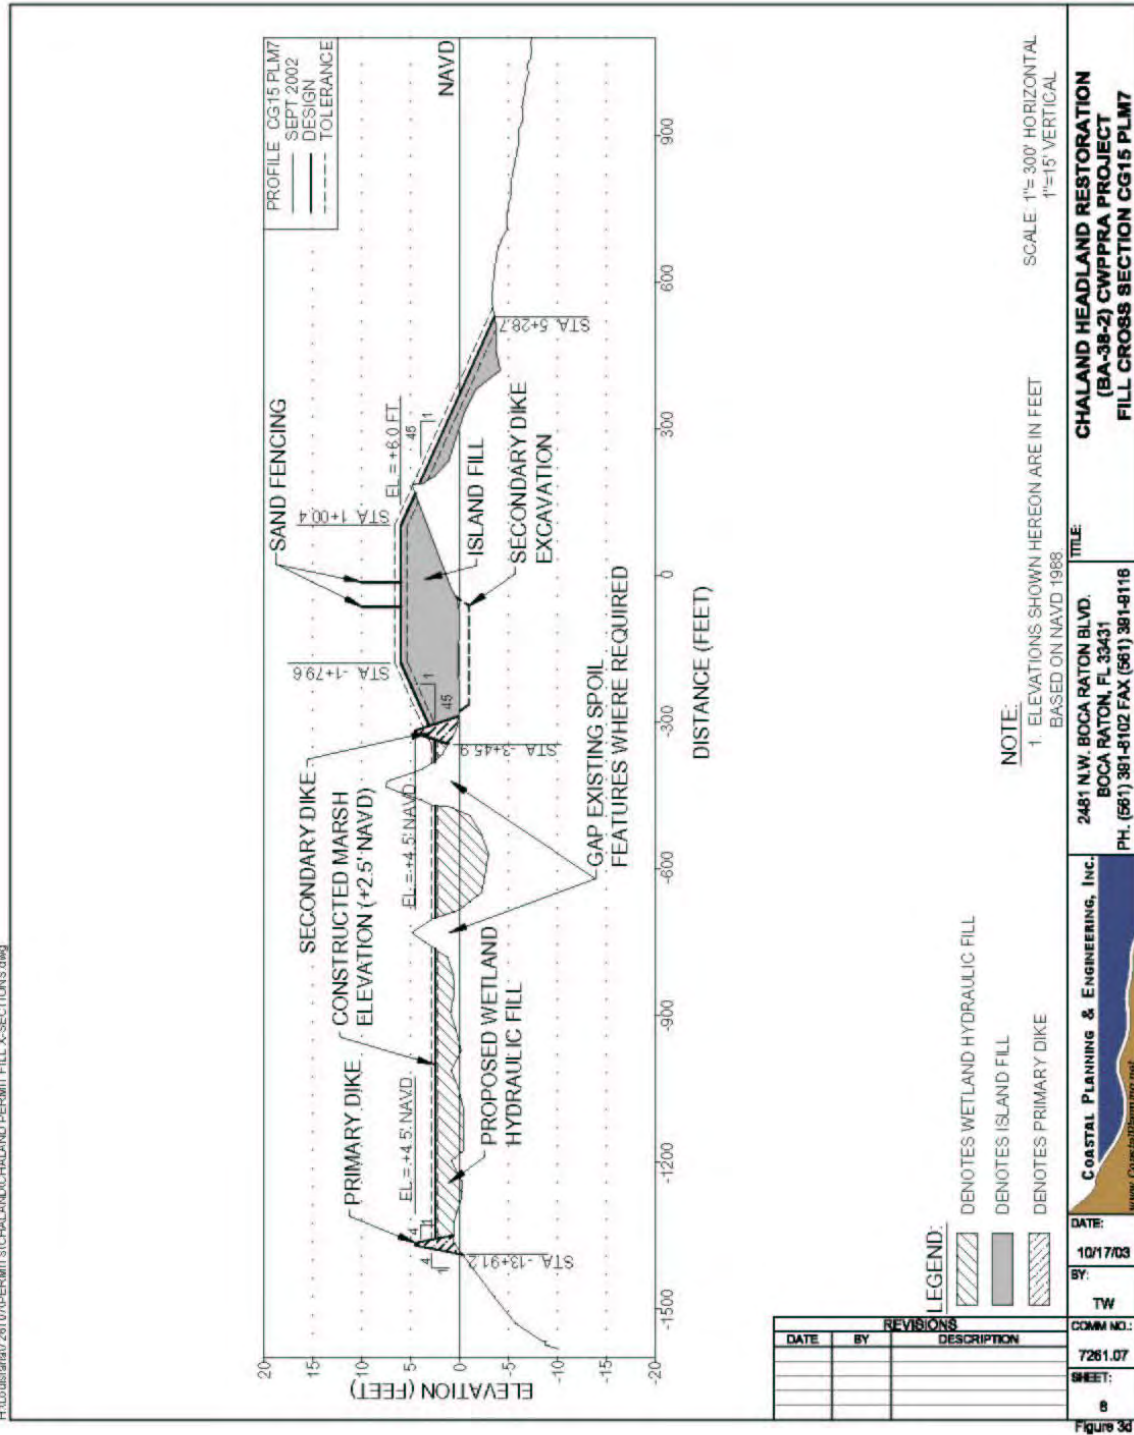 PROFILE CG15 PLM7
SEPT 2002
DESIGN
TOLERANCE
NAVD
20
15
10
5
0
-5
-10
-15
-20
ELEVATION (FEET)
-1500
-1200
-900
-600
-300
0
300
600
900
DISTANCE (FEET)
PRIMARY DIKE
CONSTRUCTED MARSH
ELEVATION (+2.5' NAVD)
SECONDARY DIKE
SAND FENCING
EL = +4.5' NAVD
EL = +4.5' NAVD
EL = +6.0 FT
STA -13+91.2
STA -3+45.9
STA -1+79.6
STA 1+00.4
STA 5+28.7
4
1
4
1
45
1
45
1
PROPOSED WETLAND
HYDRAULIC FILL
GAP EXISTING SPOIL
FEATURES WHERE REQUIRED
ISLAND FILL
SECONDARY DIKE
EXCAVATION
LEGEND:
DENOTES WETLAND HYDRAULIC FILL
DENOTES ISLAND FILL
DENOTES PRIMARY DIKE
NOTE:
1. ELEVATIONS SHOWN HEREON ARE IN FEET
BASED ON NAVD 1988.
SCALE: 1"= 300' HORIZONTAL
1"=15' VERTICAL
REVISIONS
DATE BY DESCRIPTION
DATE:
10/17/03
BY:
TW
COMM NO.:
7261.07
SHEET:
8
Figure 3d
COASTAL PLANNING & ENGINEERING, INC.
2481 N.W. BOCA RATON BLVD.
BOCA RATON, FL 33431
PH. (561) 391-8102 FAX (561) 391-9116
TITLE:
CHALAND HEADLAND RESTORATION
(BA-38-2) CWPPRA PROJECT
FILL CROSS SECTION CG15 PLM7